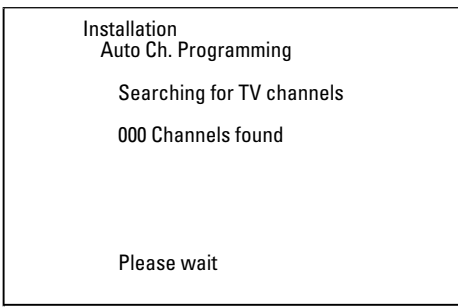 Installation
Auto Ch. Programming
Searching for TV channels
000 Channels found
Please wait